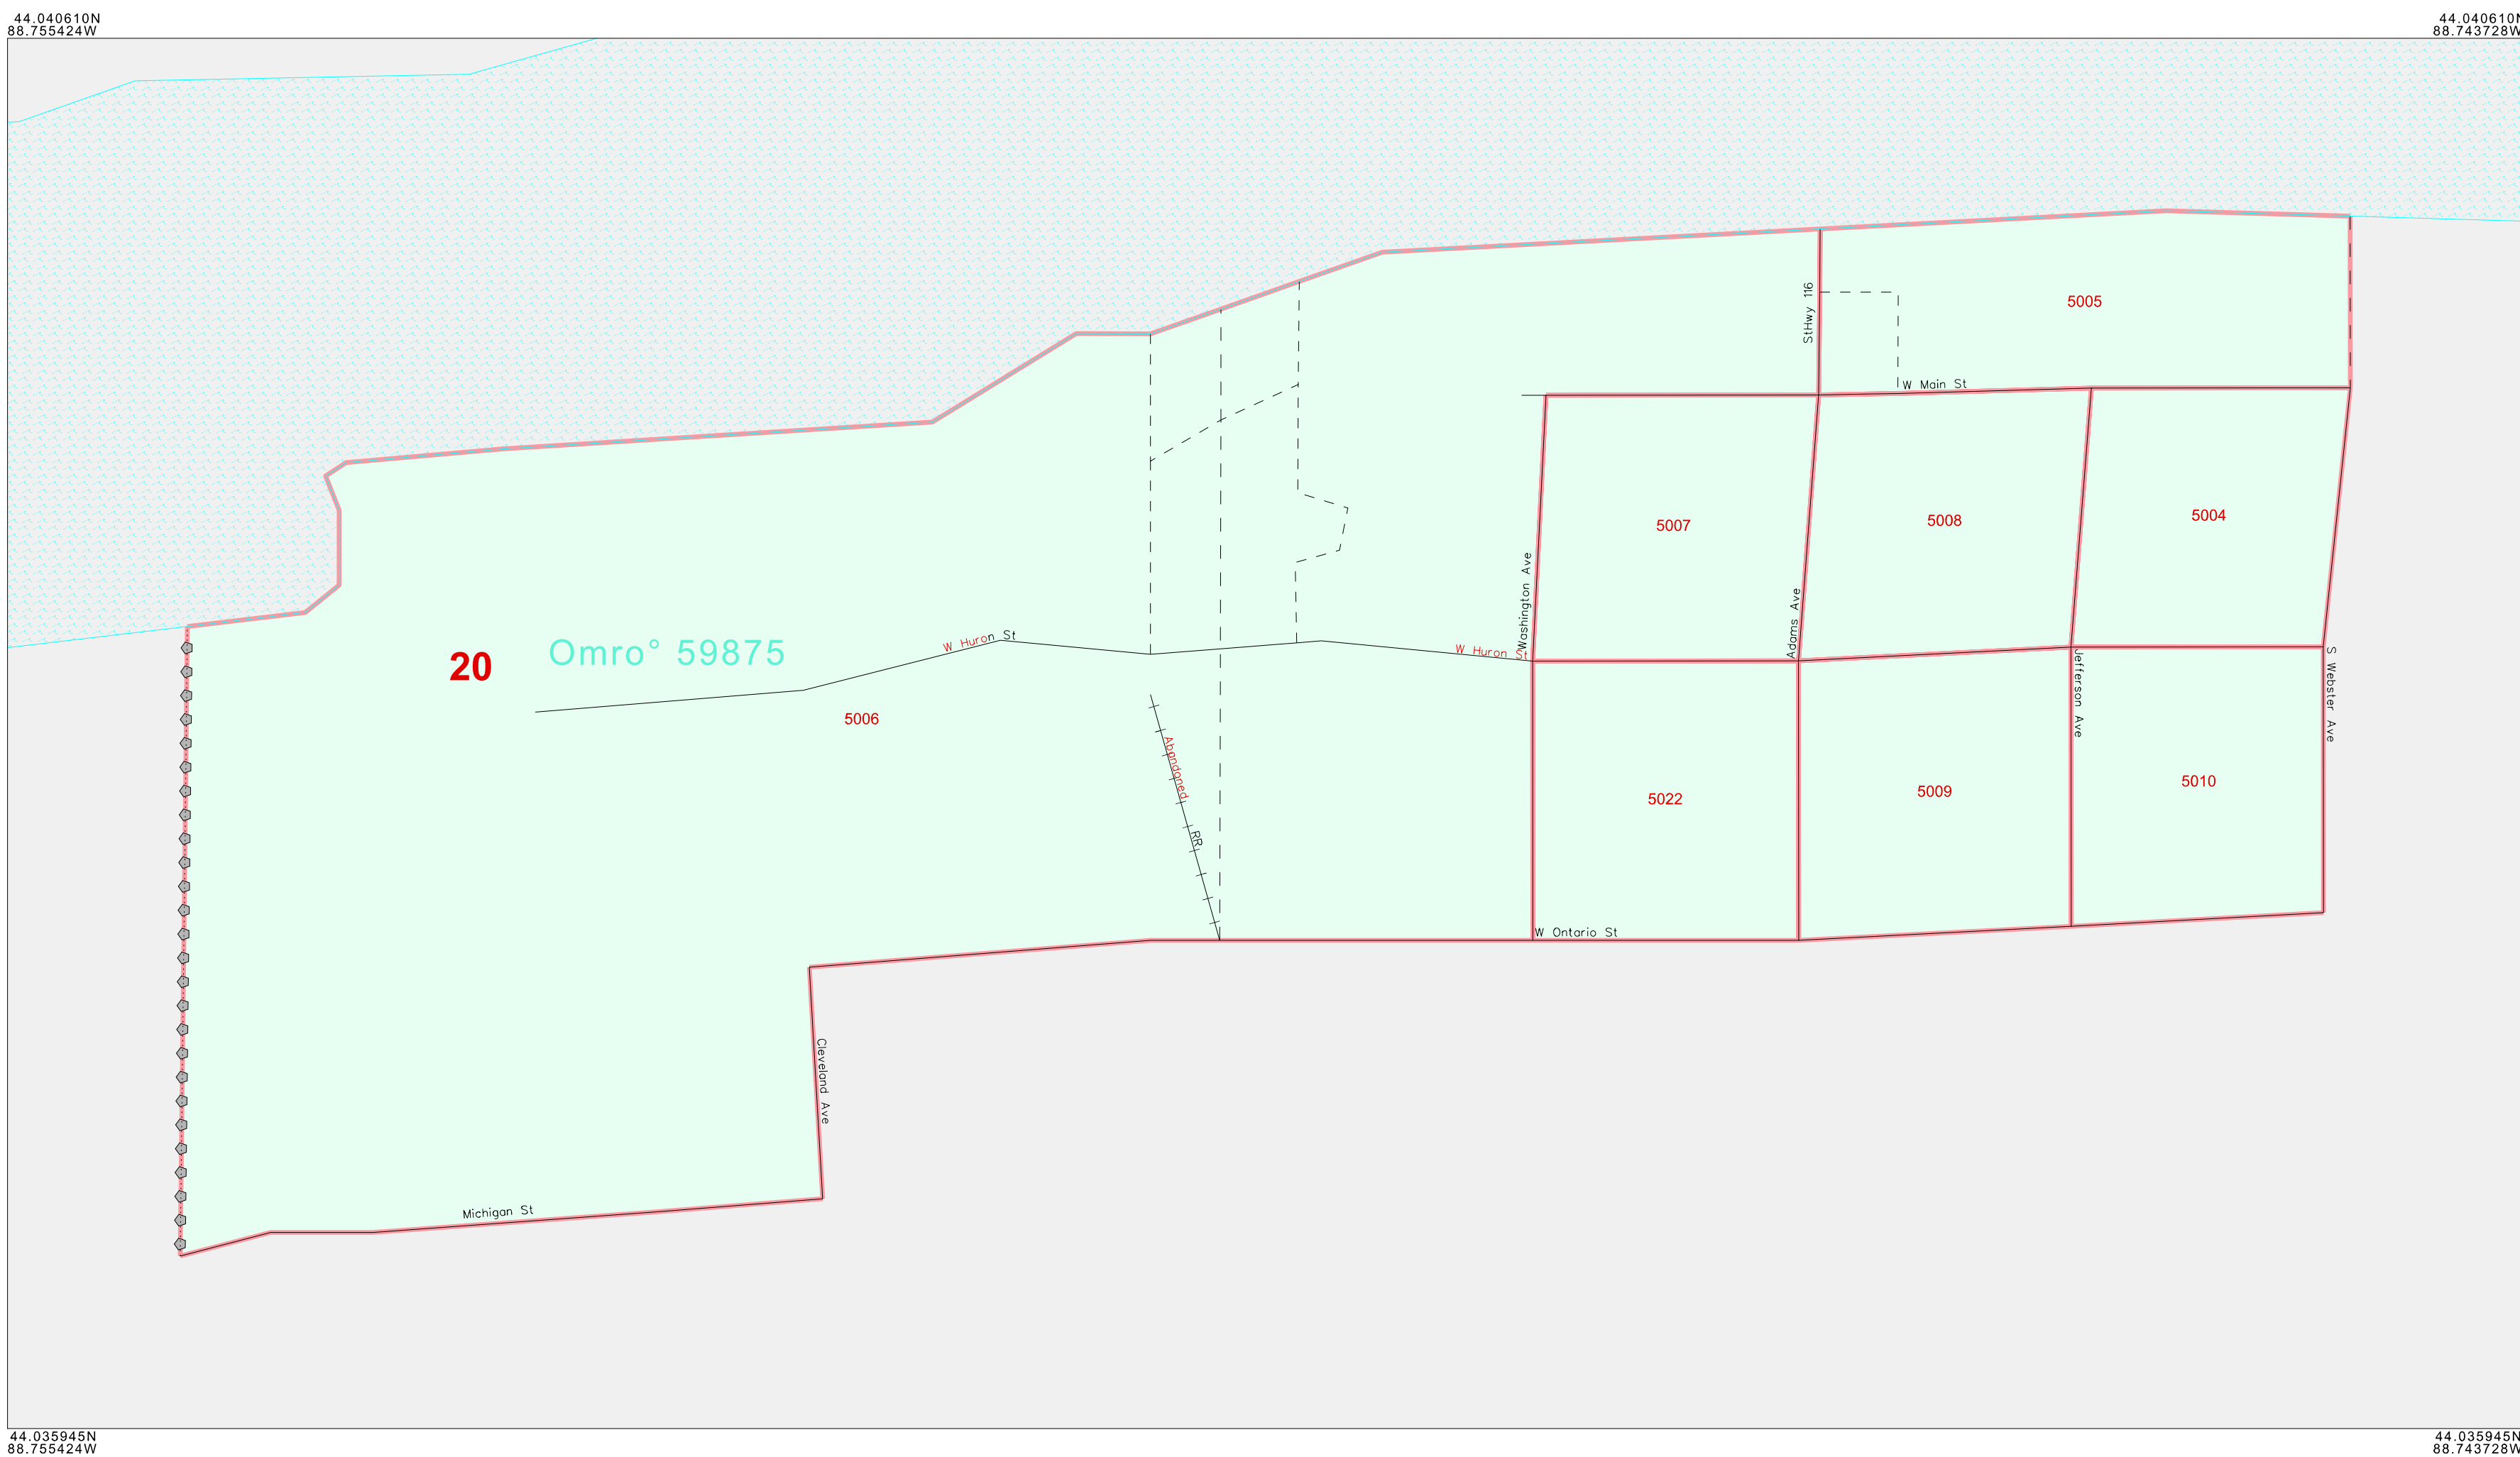 44.040610N
88.755424W
44.040610N
88.743728W
StHwy 116
5005
W Main St
5007
5008
5004
Washington Ave
Adams Ave
W Huron St
W Huron St
Omro° 59875
20
5006
Jefferson Ave
S Webster Ave
Abandoned RR
5022
5009
5010
W Ontario St
Cleveland Ave
Michigan St
44.035945N
88.755424W
44.035945N
88.743728W